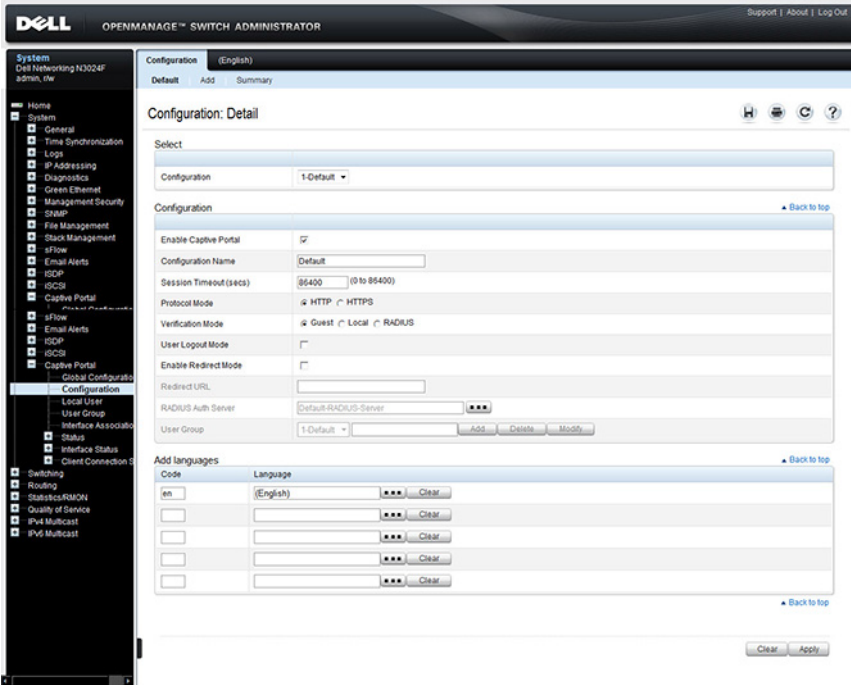 Support | About | Log Out
DELL OPENMANAGE™ SWITCH ADMINISTRATOR
System
Dell Networking N3024F
admin, r/w
Home
System
General
Time Synchronization
Logs
IP Addressing
Diagnostics
Green Ethernet
Management Security
SNMP
File Management
Stack Management
sFlow
Email Alerts
ISDP
iSCSI
Captive Portal
sFlow
Email Alerts
ISDP
iSCSI
Captive Portal
Global Configuratio
Configuration
Local User
User Group
Interface Associatio
Status
Interface Status
Client Connection S
Switching
Routing
Statistics/RMON
Quality of Service
IPv4 Multicast
IPv6 Multicast
Configuration (English)
Default Add Summary
Configuration: Detail
Select
Configuration 1-Default
Configuration Back to top
Enable Captive Portal
Configuration Name Default
Session Timeout (secs) 86400 (0 to 86400)
Protocol Mode HTTP HTTPS
Verification Mode Guest Local RADIUS
User Logout Mode
Enable Redirect Mode
Redirect URL
RADIUS Auth Server Default-RADIUS-Server
User Group 1-Default Add Delete Modify
Add languages Back to top
Code Language
en (English) Clear
Clear
Clear
Clear
Clear
Back to top
Clear Apply